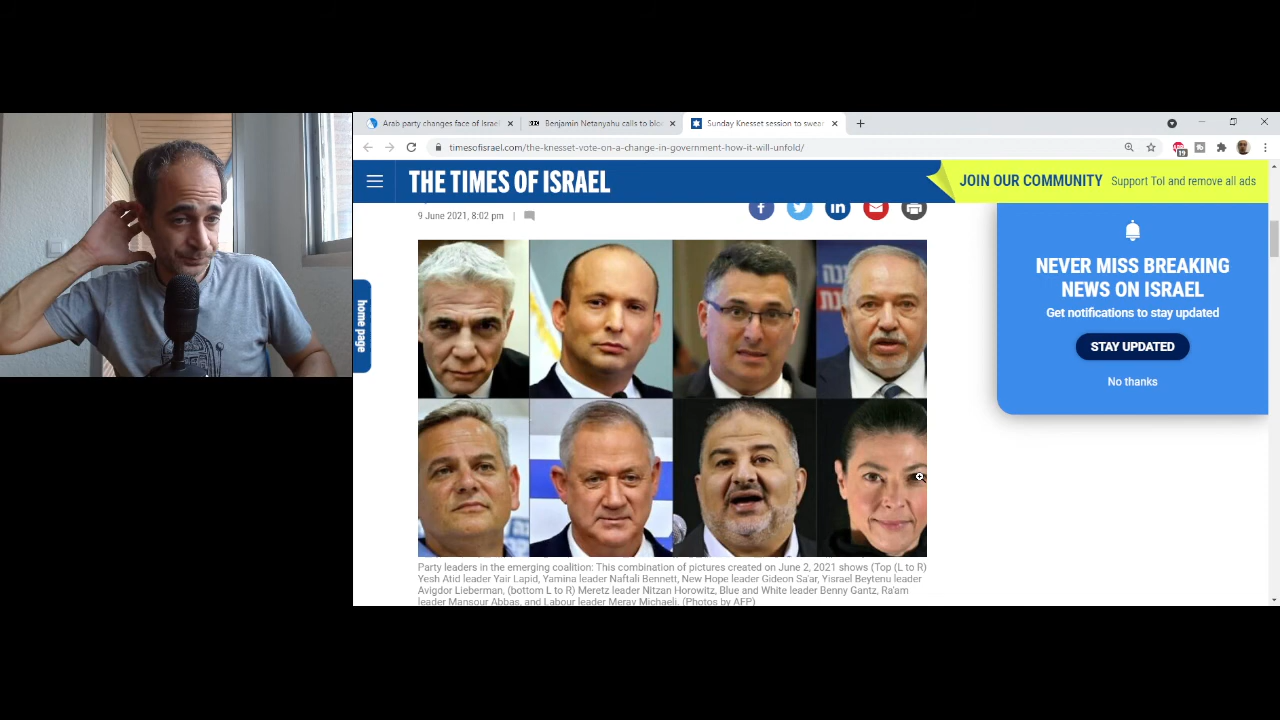 Arab party changes face of Israe
Benjamin Netanyahu calls to blo
Sunday Knesset session to swear
timesofisrael.com/the-knesset-vote-on-a-change-in-government-how-it-will-unfold/
19
THE TIMES OF ISRAEL
JOIN OUR COMMUNITY Support ToI and remove all ads
9 June 2021, 8:02 pm |
home page
NEVER MISS BREAKING
NEWS ON ISRAEL
Get notifications to stay updated
STAY UPDATED
No thanks
Party leaders in the emerging coalition: This combination of pictures created on June 2, 2021 shows (Top (L to R)
Yesh Atid leader Yair Lapid, Yamina leader Naftali Bennett, New Hope leader Gideon Sa'ar, Yisrael Beytenu leader
Avigdor Lieberman, (bottom L to R) Meretz leader Nitzan Horowitz, Blue and White leader Benny Gantz, Ra'am
leader Mansour Abbas, and Labour leader Merav Michaeli. (Photos by AFP)